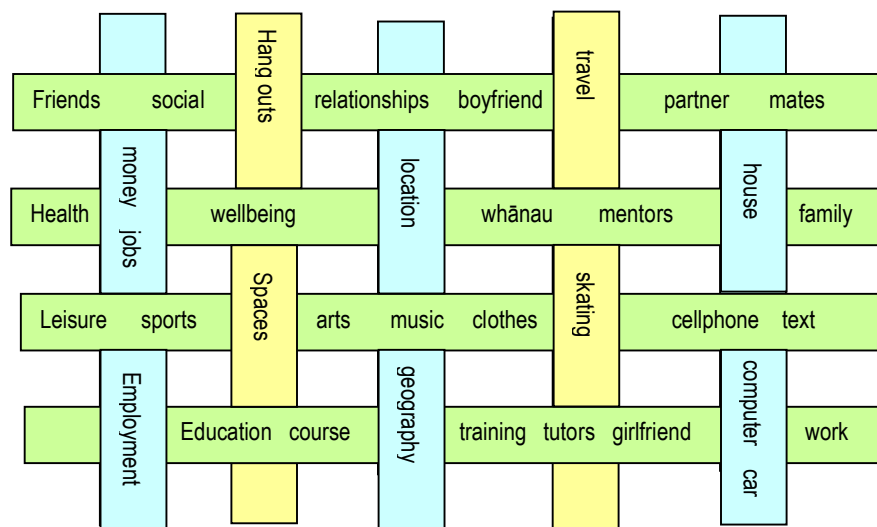 Friends social relationships boyfriend partner mates
Health wellbeing whānau mentors family
Leisure sports arts music clothes cellphone text
Education course training tutors girlfriend work
money jobs
Employment
Hang outs
Spaces
location
geography
travel
skating
house
computer car